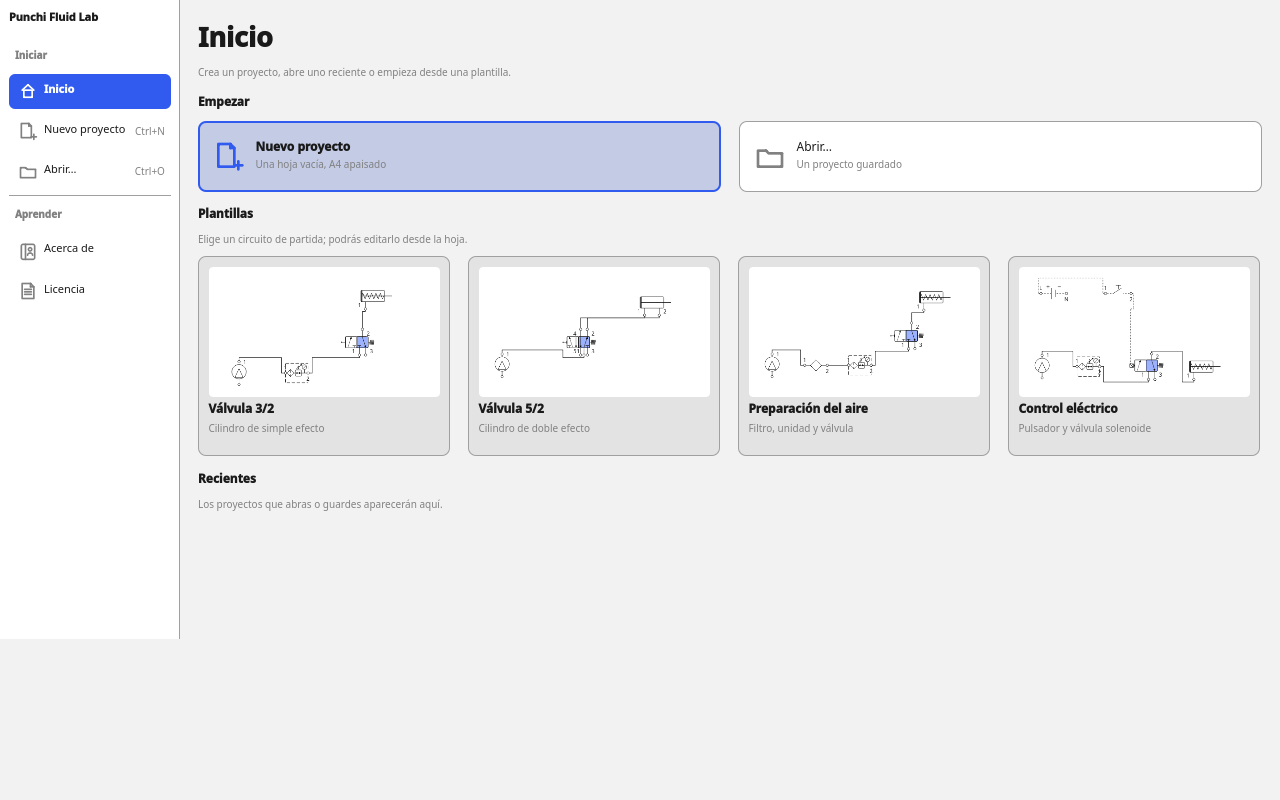 Punchi Fluid Lab
Iniciar
Inicio
Nuevo proyecto Ctrl+N
Abrir... Ctrl+O
Aprender
Acerca de
Licencia
Inicio
Crea un proyecto, abre uno reciente o empieza desde una plantilla.
Empezar
Nuevo proyecto
Una hoja vacía, A4 apaisado
Abrir...
Un proyecto guardado
Plantillas
Elige un circuito de partida; podrás editarlo desde la hoja.
Válvula 3/2
Cilindro de simple efecto
Válvula 5/2
Cilindro de doble efecto
Preparación del aire
Filtro, unidad y válvula
Control eléctrico
Pulsador y válvula solenoide
Recientes
Los proyectos que abras o guardes aparecerán aquí.